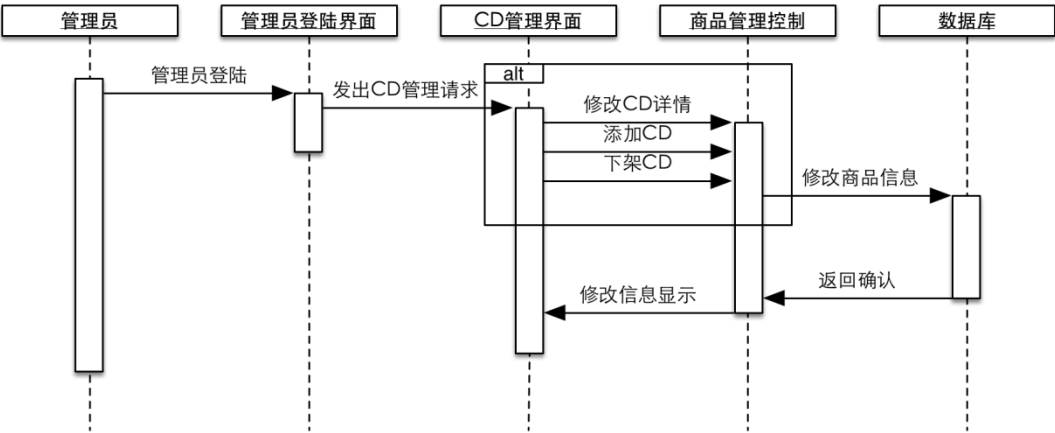 管理员
管理员登陆界面
CD管理界面
商品管理控制
数据库
alt
管理员登陆
发出CD管理请求
修改CD详情
添加CD
下架CD
修改商品信息
返回确认
修改信息显示